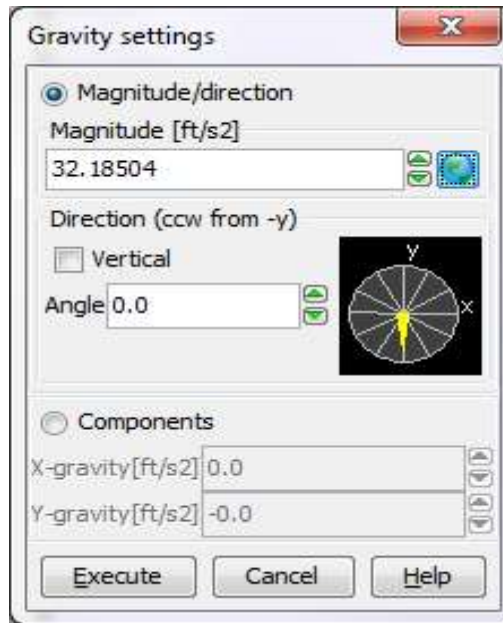 Gravity settings
Magnitude/direction
Magnitude [ft/s2]
32.18504
Direction (ccw from -y)
Vertical
y
Angle 0.0
x
Components
X-gravity[ft/s2] 0.0
Y-gravity[ft/s2] -0.0
Execute Cancel Help